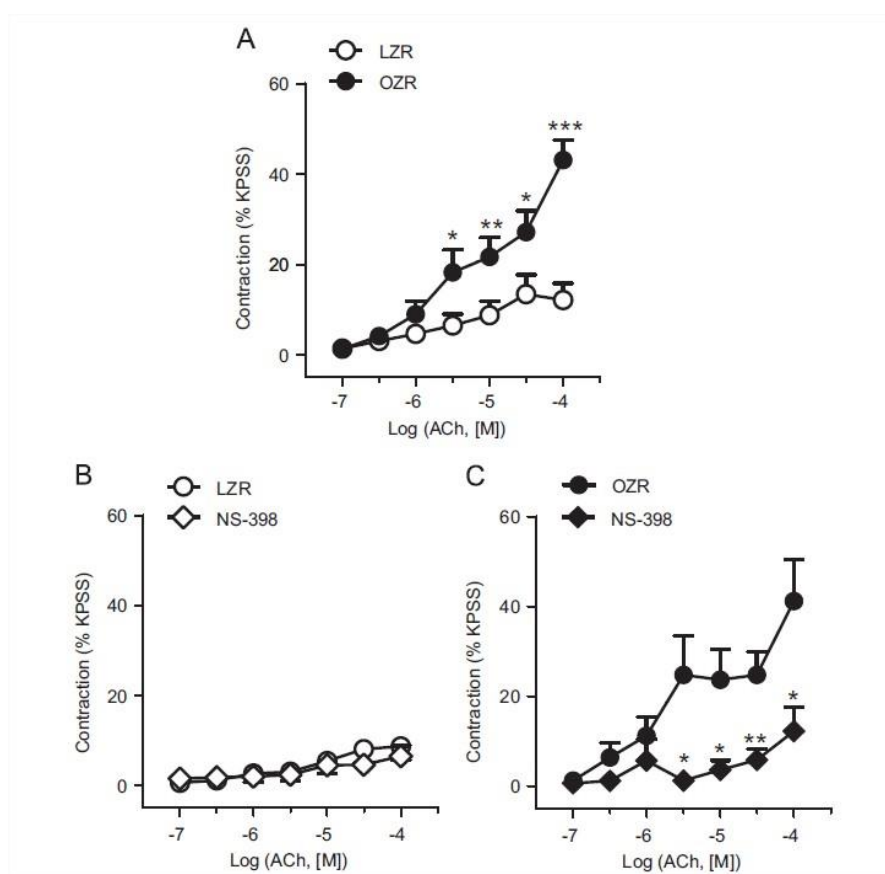 A
LZR
OZR
60
40
20
0
Contraction (% KPSS)
*
**
*
***
-7
-6
-5
-4
Log (ACh, [M])
B
LZR
NS-398
60
40
20
0
Contraction (% KPSS)
-7
-6
-5
-4
Log (ACh, [M])
C
OZR
NS-398
60
40
20
0
Contraction (% KPSS)
*
*
**
*
-7
-6
-5
-4
Log (ACh, [M])